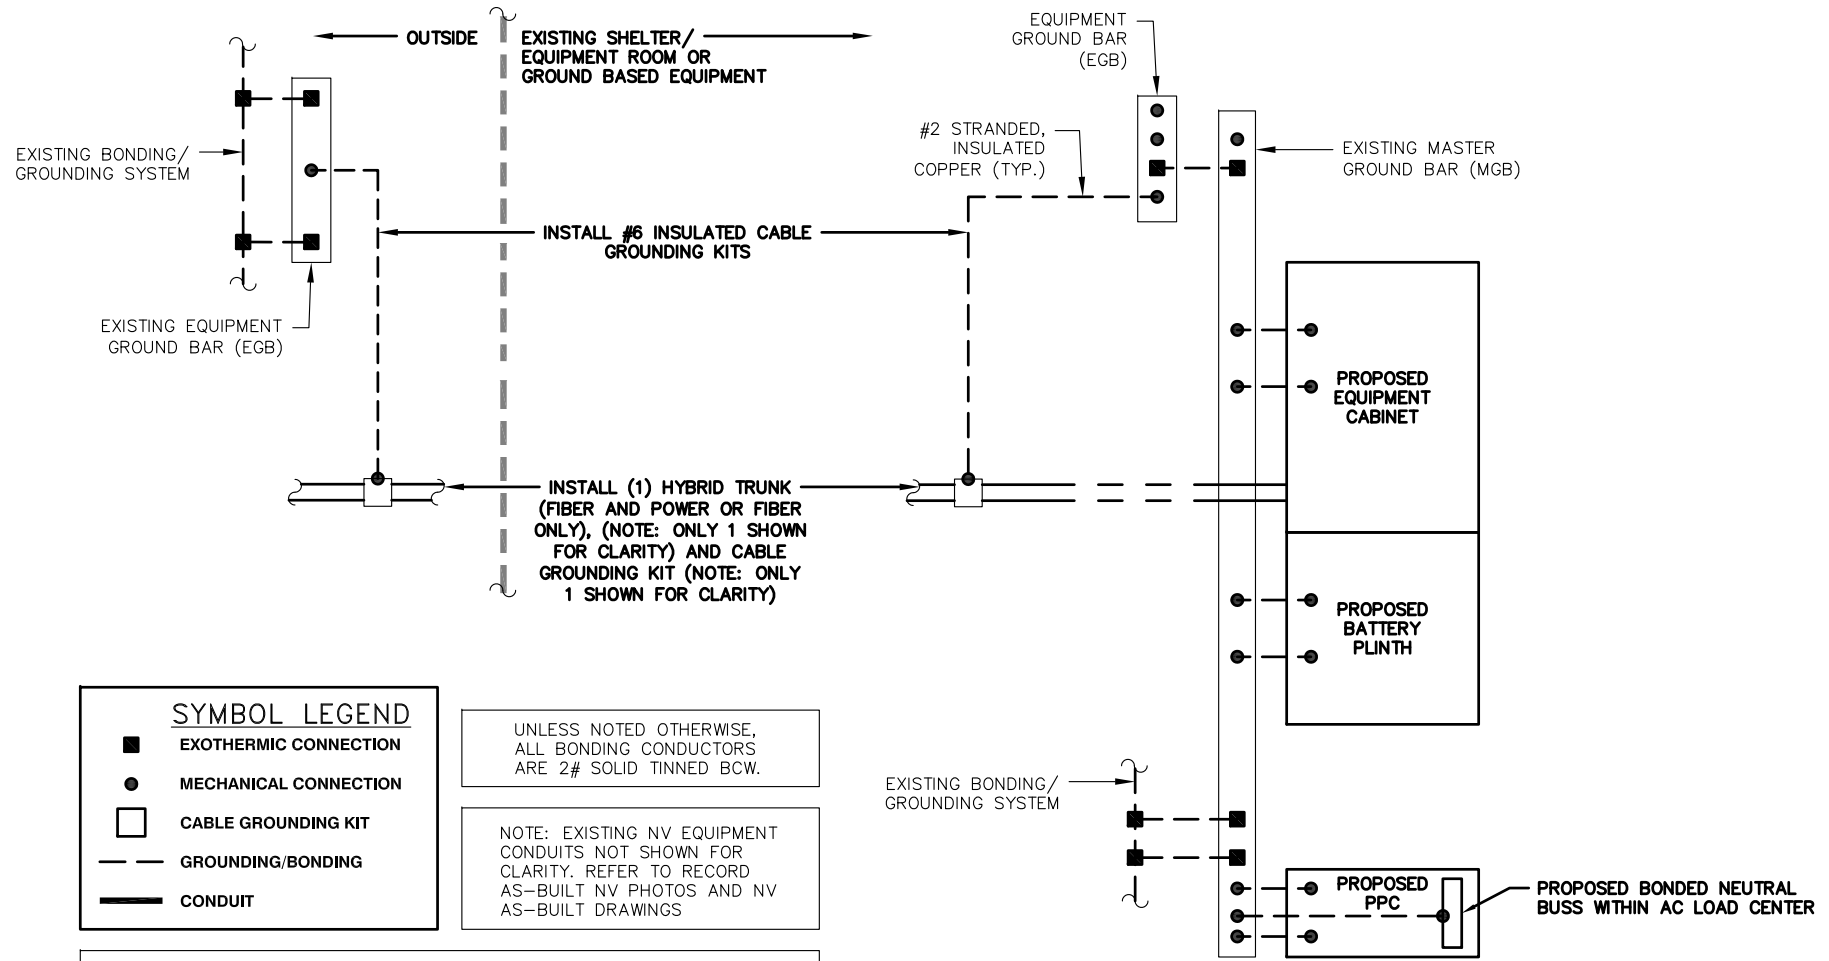 OUTSIDE
EXISTING SHELTER/
EQUIPMENT ROOM OR
GROUND BASED EQUIPMENT
EQUIPMENT
GROUND BAR
(EGB)
EXISTING BONDING/
GROUNDING SYSTEM
#2 STRANDED,
INSULATED
COPPER (TYP.)
EXISTING MASTER
GROUND BAR (MGB)
INSTALL #6 INSULATED CABLE
GROUNDING KITS
EXISTING EQUIPMENT
GROUND BAR (EGB)
PROPOSED
EQUIPMENT
CABINET
INSTALL (1) HYBRID TRUNK
(FIBER AND POWER OR FIBER
ONLY), (NOTE: ONLY 1 SHOWN
FOR CLARITY) AND CABLE
GROUNDING KIT (NOTE: ONLY
1 SHOWN FOR CLARITY)
PROPOSED
BATTERY
PLINTH
SYMBOL LEGEND
EXOTHERMIC CONNECTION
MECHANICAL CONNECTION
CABLE GROUNDING KIT
GROUNDING/BONDING
CONDUIT
UNLESS NOTED OTHERWISE,
ALL BONDING CONDUCTORS
ARE 2# SOLID TINNED BCW.
NOTE: EXISTING NV EQUIPMENT
CONDUITS NOT SHOWN FOR
CLARITY. REFER TO RECORD
AS-BUILT NV PHOTOS AND NV
AS-BUILT DRAWINGS
EXISTING BONDING/
GROUNDING SYSTEM
PROPOSED
PPC
PROPOSED BONDED NEUTRAL
BUSS WITHIN AC LOAD CENTER